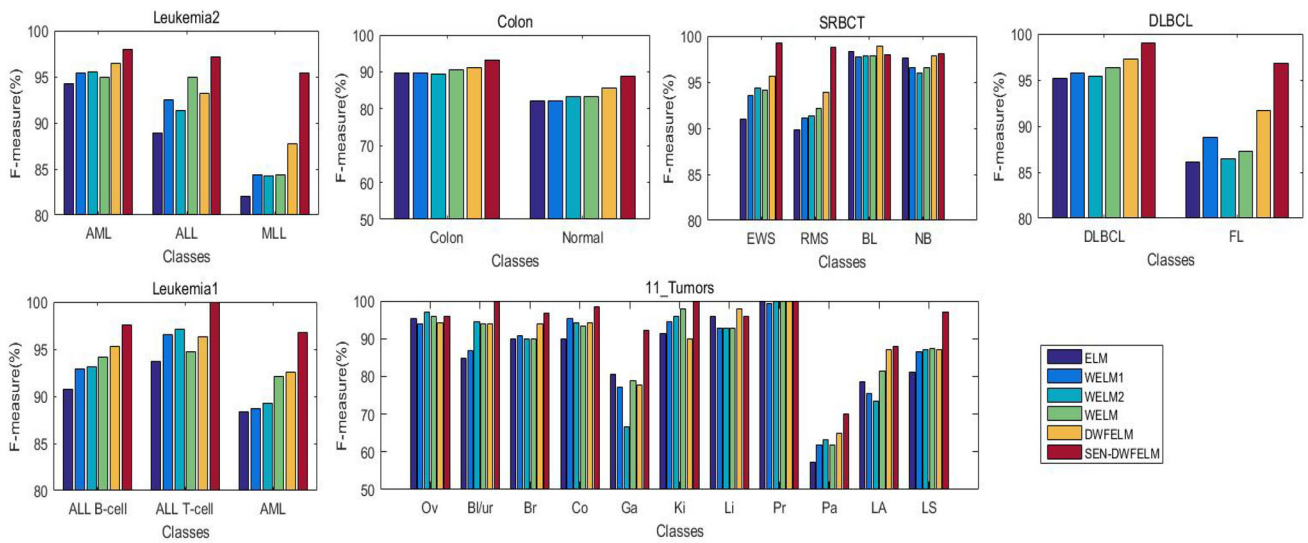 Leukemia2
F-measure(%)
100
95
90
85
80
AML ALL MLL
Classes
Colon
F-measure(%)
100
90
80
70
60
50
Colon Normal
Classes
SRBCT
F-measure(%)
100
95
90
85
80
EWS RMS BL NB
Classes
DLBCL
F-measure(%)
100
95
90
85
80
DLBCL FL
Classes
Leukemia1
F-measure(%)
100
95
90
85
80
ALL B-cell ALL T-cell AML
Classes
11_Tumors
F-measure(%)
100
90
80
70
60
50
Ov Bl/ur Br Co Ga Ki Li Pr Pa LA LS
Classes
ELM
WELM1
WELM2
WELM
DWFELM
SEN-DWFELM